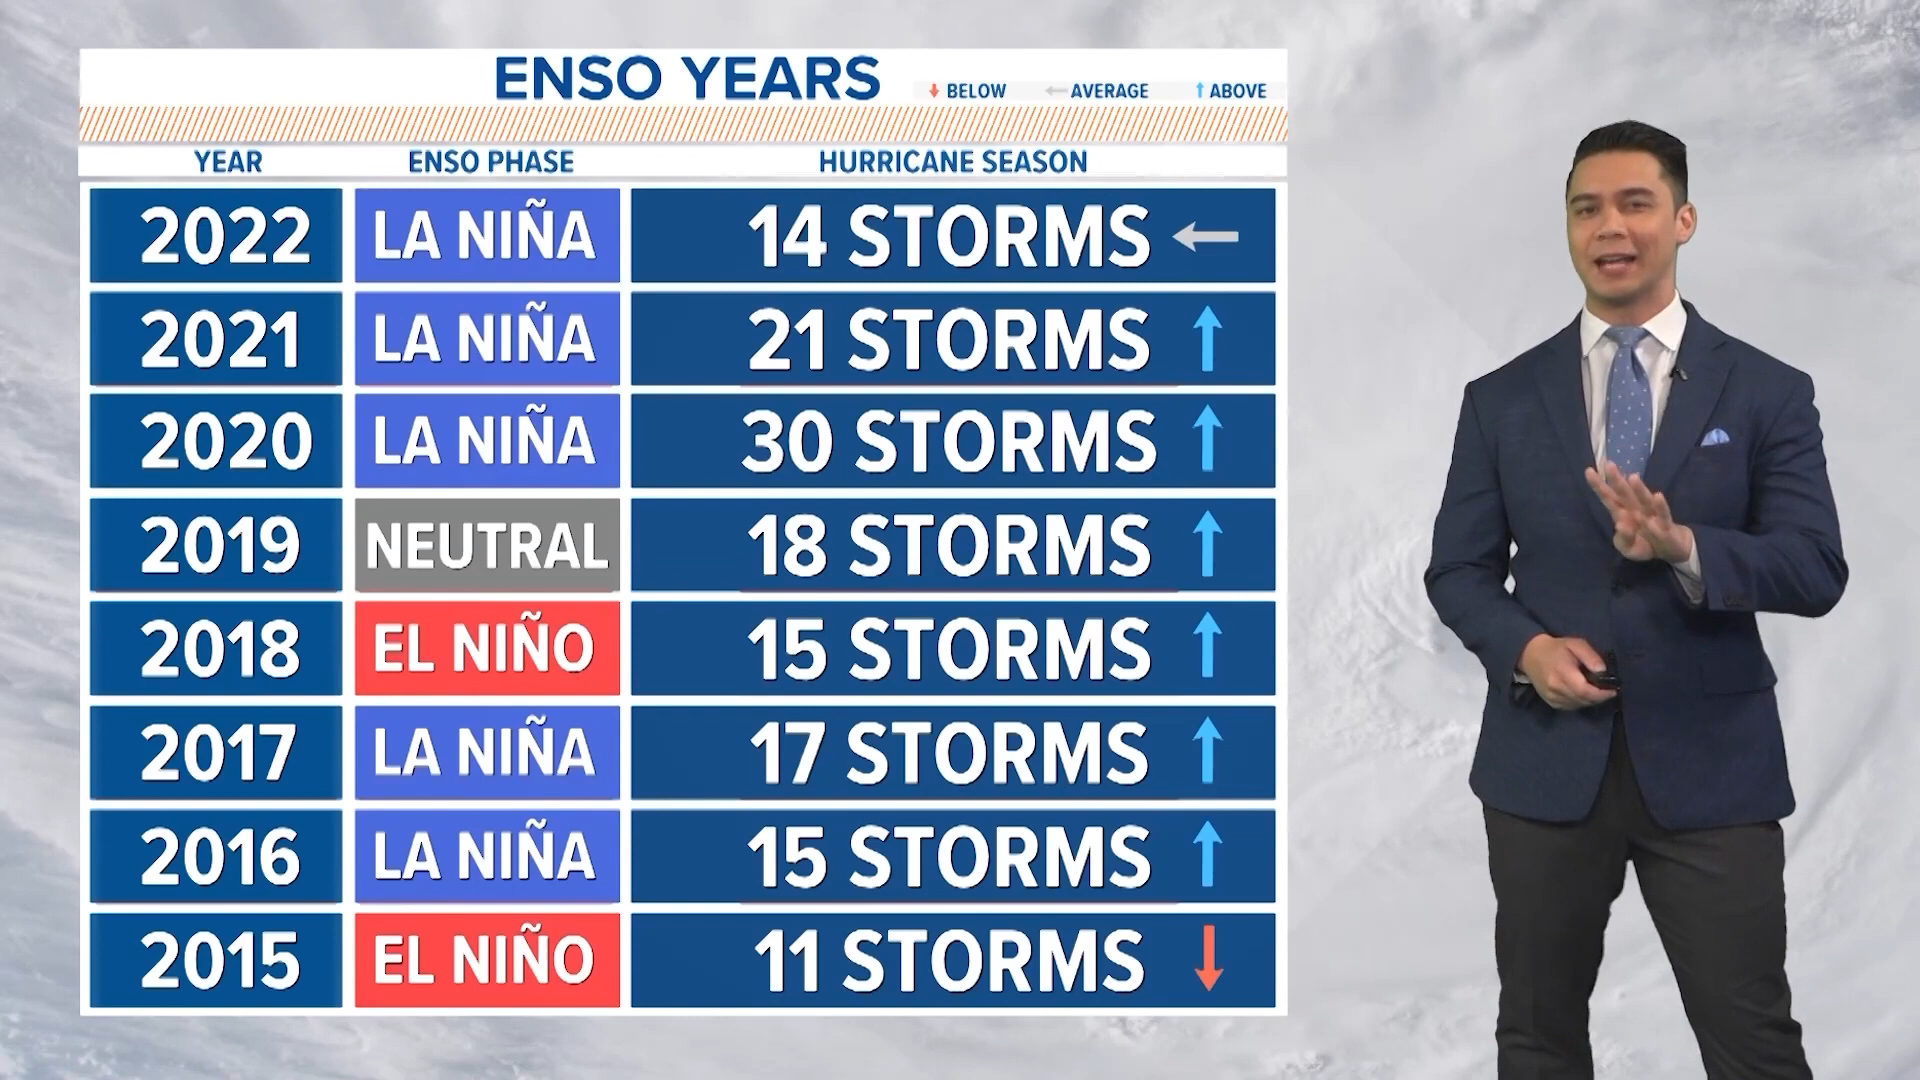 ENSO YEARS
BELOW AVERAGE ABOVE
YEAR ENSO PHASE HURRICANE SEASON
2022 LA NIÑA 14 STORMS
2021 LA NIÑA 21 STORMS
2020 LA NIÑA 30 STORMS
2019 NEUTRAL 18 STORMS
2018 EL NIÑO 15 STORMS
2017 LA NIÑA 17 STORMS
2016 LA NIÑA 15 STORMS
2015 EL NIÑO 11 STORMS